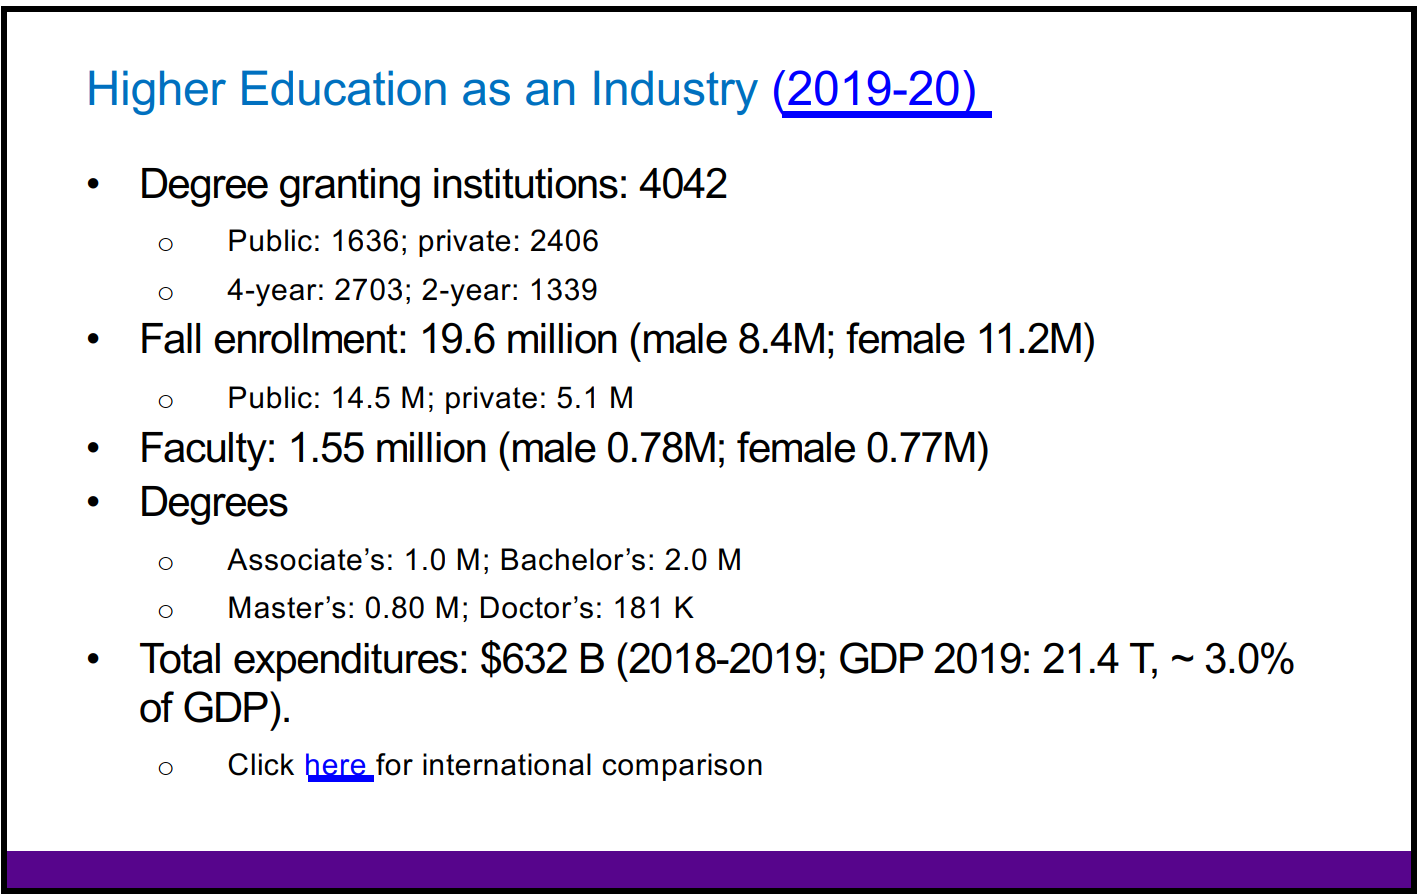 Higher Education as an Industry (2019-20)
• Degree granting institutions: 4042
o Public: 1636; private: 2406
o 4-year: 2703; 2-year: 1339
• Fall enrollment: 19.6 million (male 8.4M; female 11.2M)
o Public: 14.5 M; private: 5.1 M
• Faculty: 1.55 million (male 0.78M; female 0.77M)
• Degrees
o Associate’s: 1.0 M; Bachelor’s: 2.0 M
o Master’s: 0.80 M; Doctor’s: 181 K
• Total expenditures: $632 B (2018-2019; GDP 2019: 21.4 T, ~ 3.0%
of GDP).
o Click here for international comparison